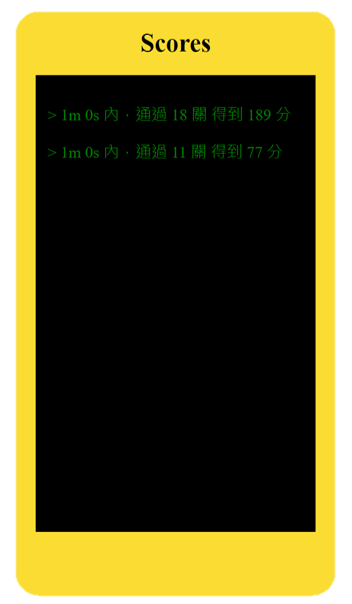 Scores
> 1m 0s 內，通過 18 關 得到 189 分
> 1m 0s 內，通過 11 關 得到 77 分